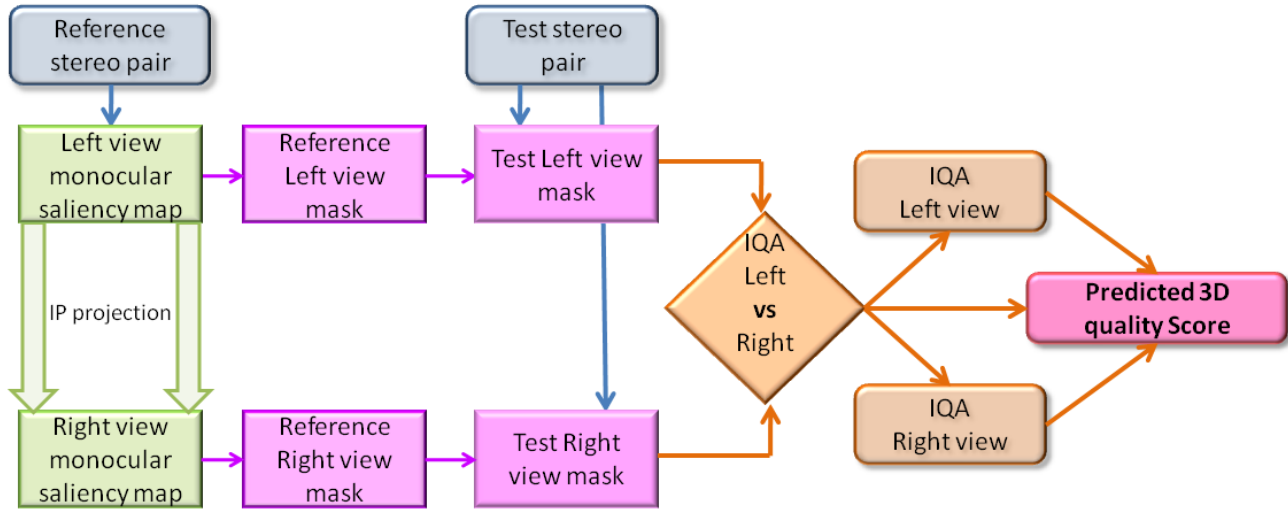 Reference
stereo pair
Test stereo
pair
Left view
monocular
saliency map
Reference
Left view
mask
Test Left view
mask
IQA
Left view
IQA
Left
vs
Right
IP projection
Predicted 3D
quality Score
Right view
monocular
saliency map
Reference
Right view
mask
Test Right
view mask
IQA
Right view